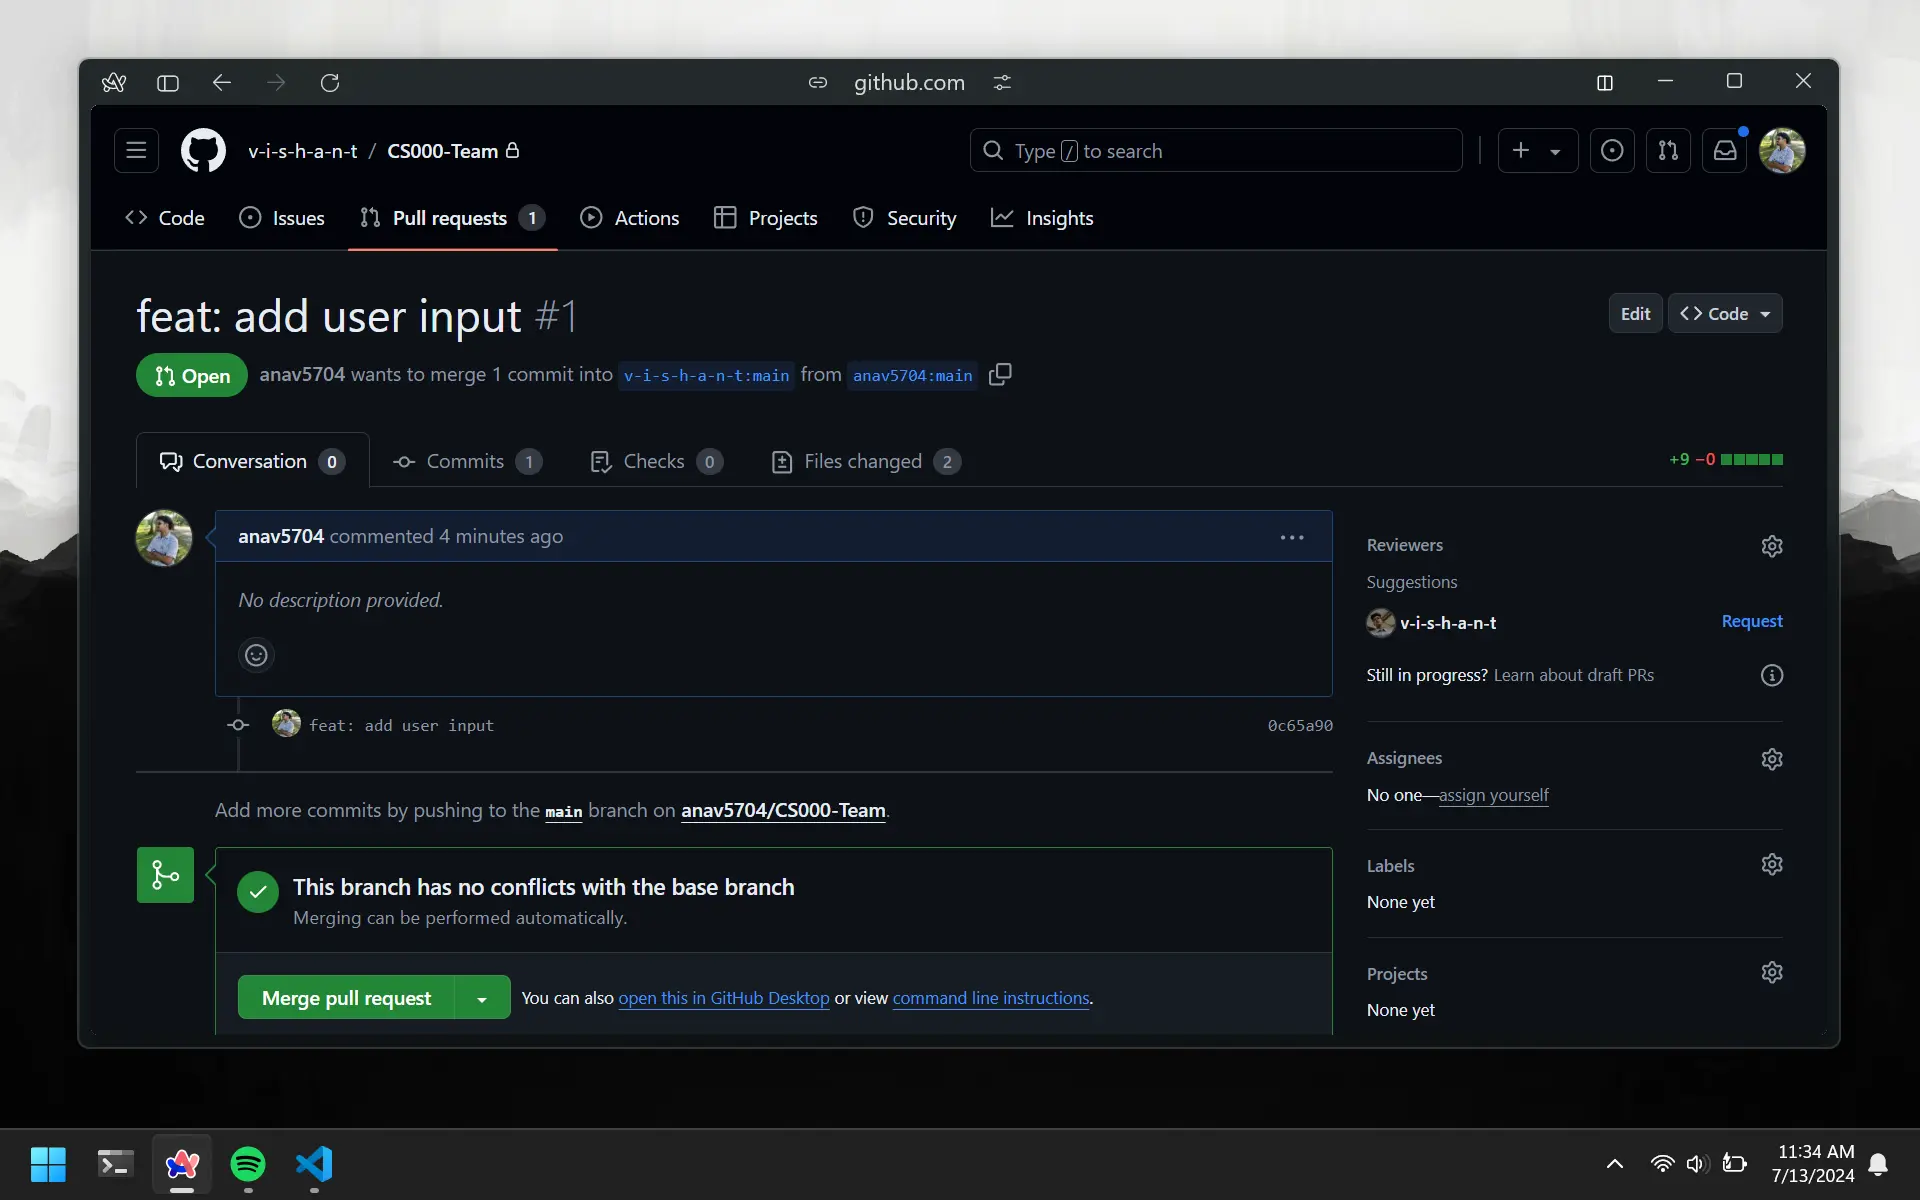 github.com
v-i-s-h-a-n-t / CS000-Team
Type / to search
Code Issues Pull requests 1 Actions Projects Security Insights
feat: add user input #1
Edit Code
Open anav5704 wants to merge 1 commit into v-i-s-h-a-n-t:main from anav5704:main
Conversation 0 Commits 1 Checks 0 Files changed 2
+9 −0
anav5704 commented 4 minutes ago
No description provided.
feat: add user input 0c65a90
Add more commits by pushing to the main branch on anav5704/CS000-Team.
This branch has no conflicts with the base branch
Merging can be performed automatically.
Merge pull request You can also open this in GitHub Desktop or view command line instructions.
Reviewers
Suggestions
v-i-s-h-a-n-t Request
Still in progress? Learn about draft PRs
Assignees
No one—assign yourself
Labels
None yet
Projects
None yet
11:34 AM
7/13/2024